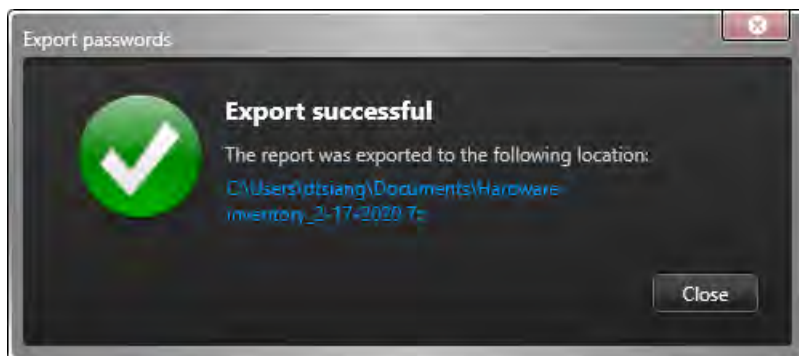 Export passwords
Export successful
The report was exported to the following location:
C:\Users\dtsiang\Documents\Hardware-
inventory_2-17-2020.7z
Close